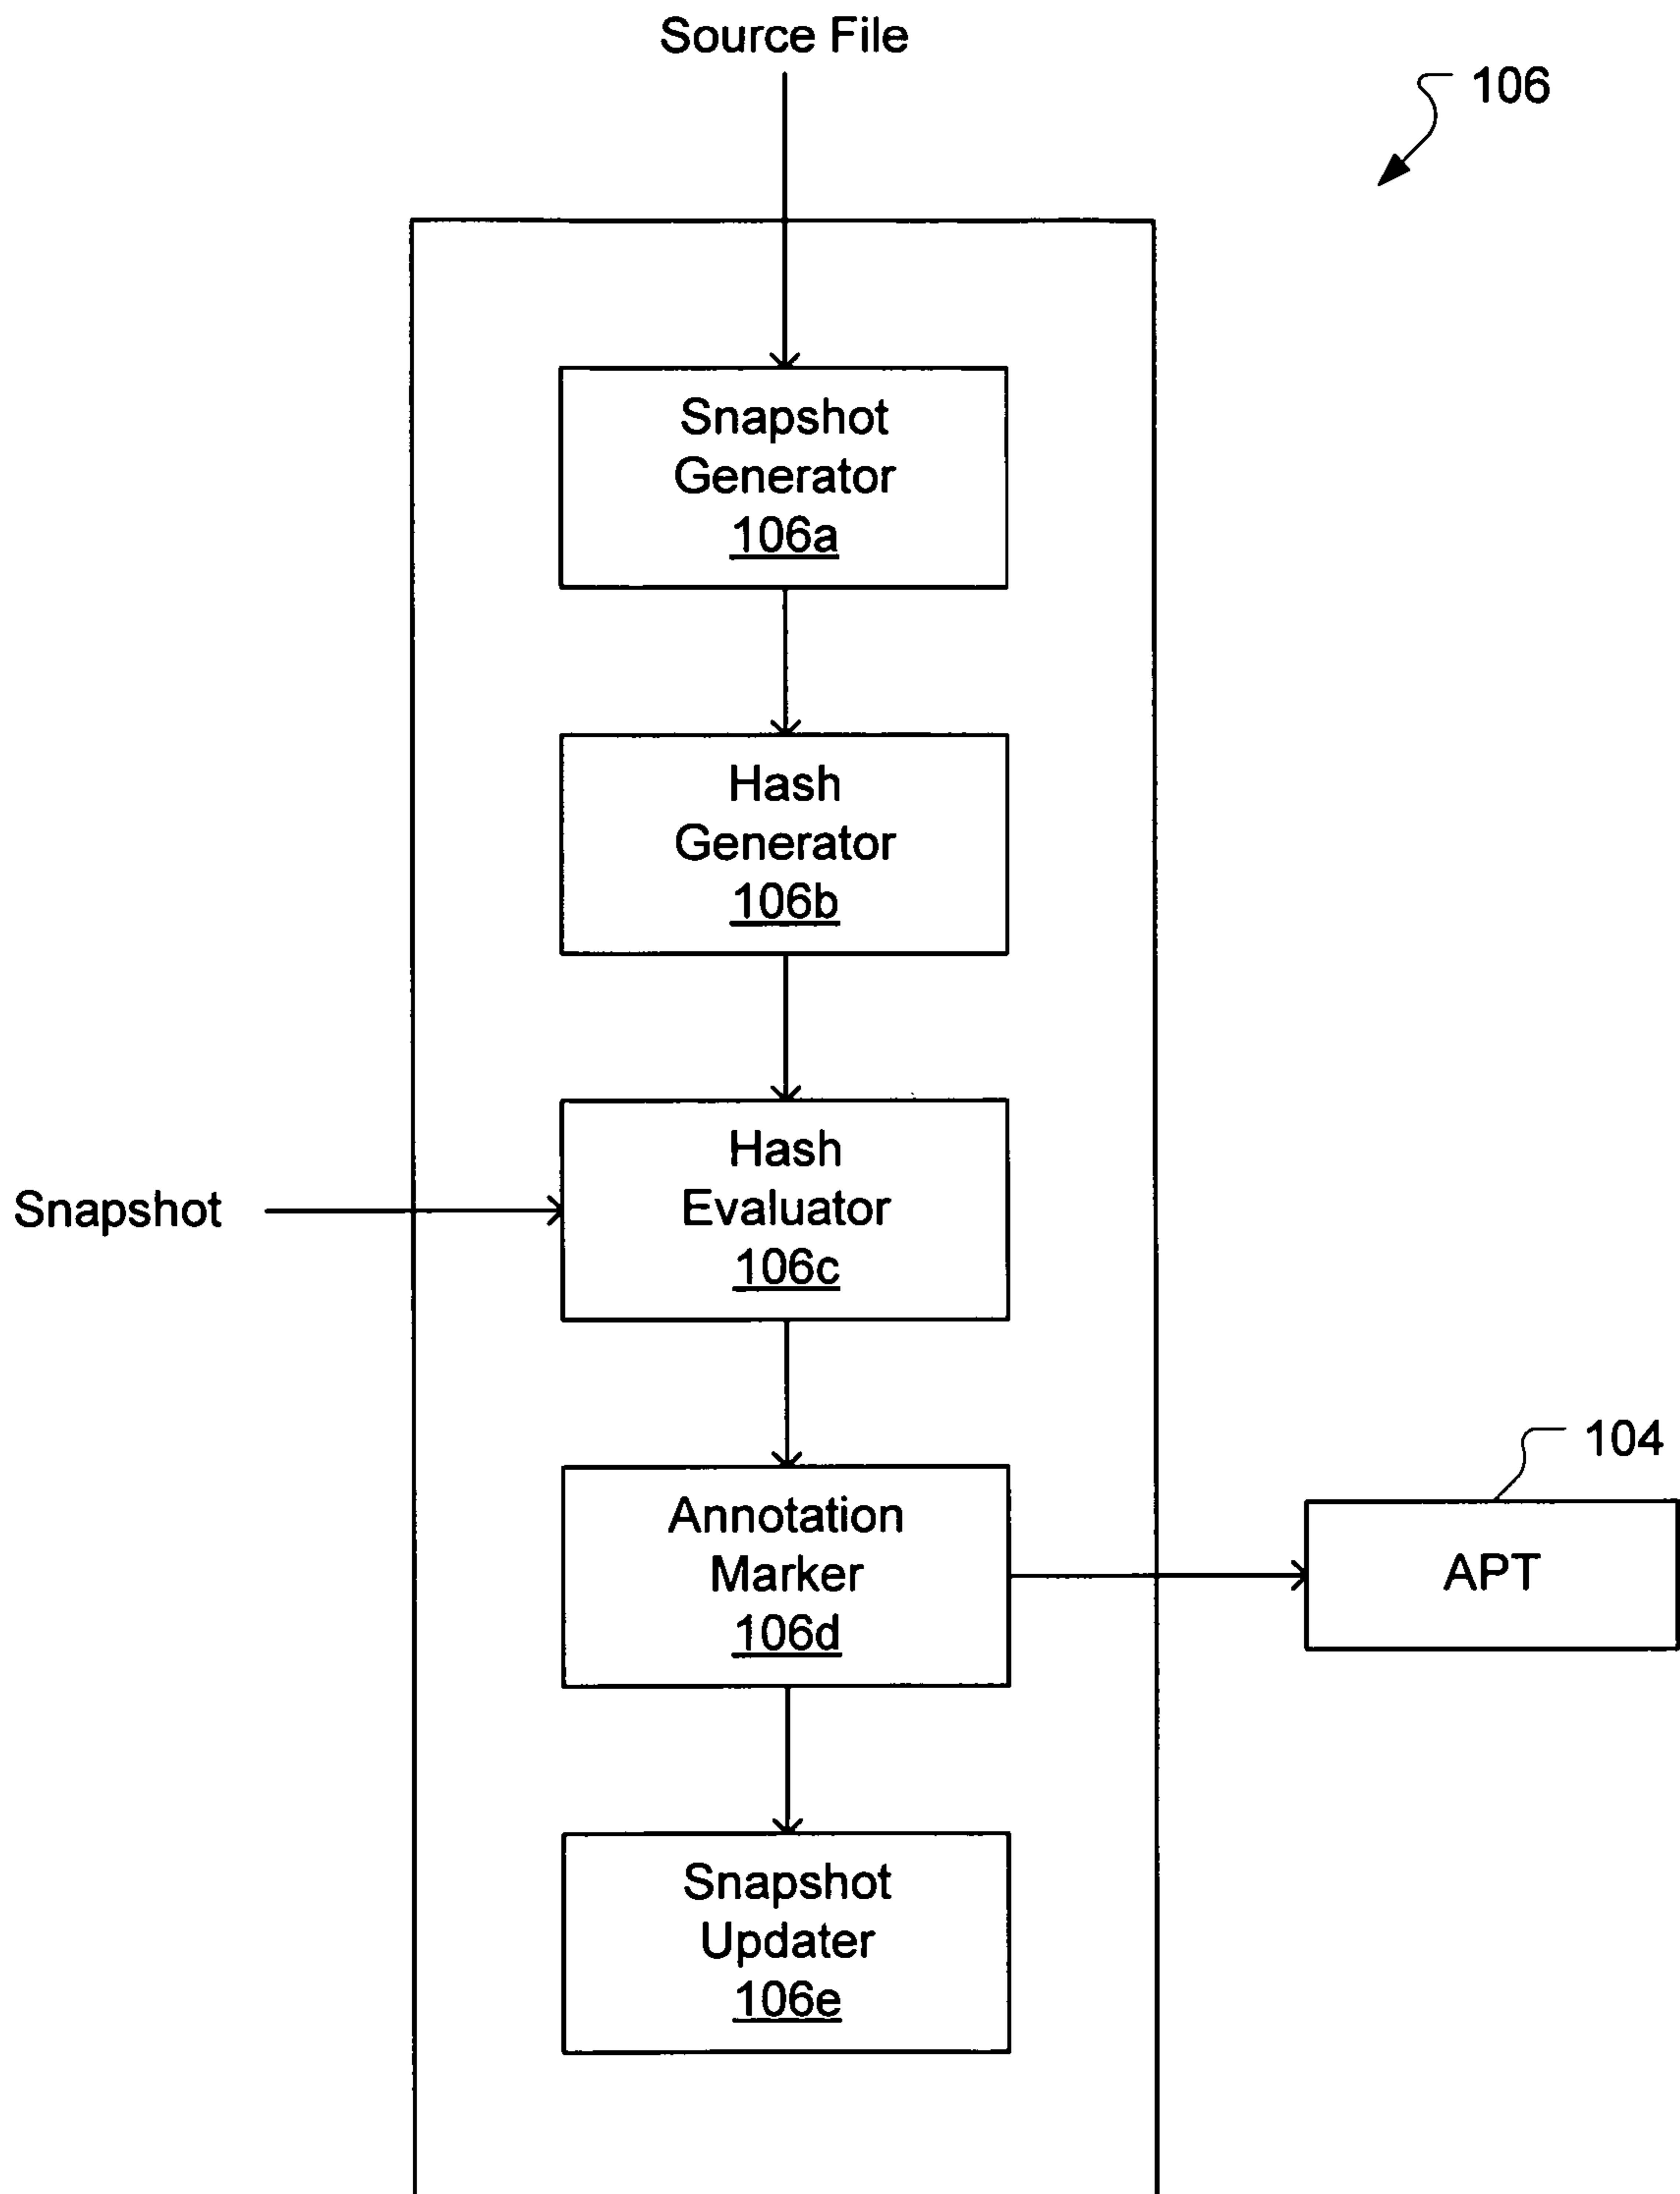 Source File
106
Snapshot
Generator
106a
Hash
Generator
106b
Hash
Evaluator
106c
Snapshot
Annotation
Marker
106d
104
APT
Snapshot
Updater
106e